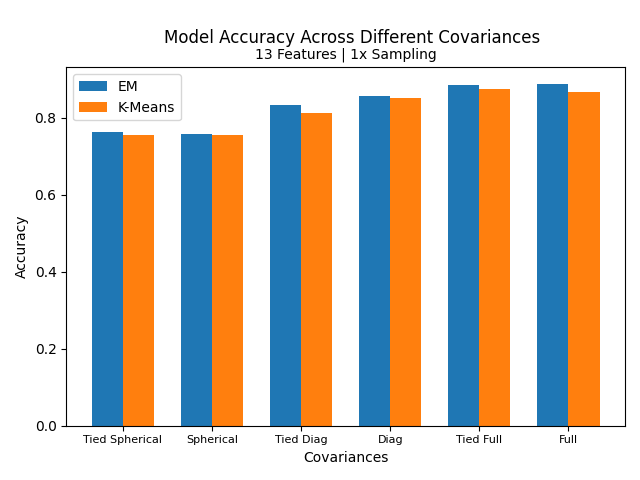 Model Accuracy Across Different Covariances
13 Features | 1x Sampling
EM
K-Means
0.8
0.6
0.4
0.2
0.0
Accuracy
Tied Spherical
Spherical
Tied Diag
Diag
Tied Full
Full
Covariances